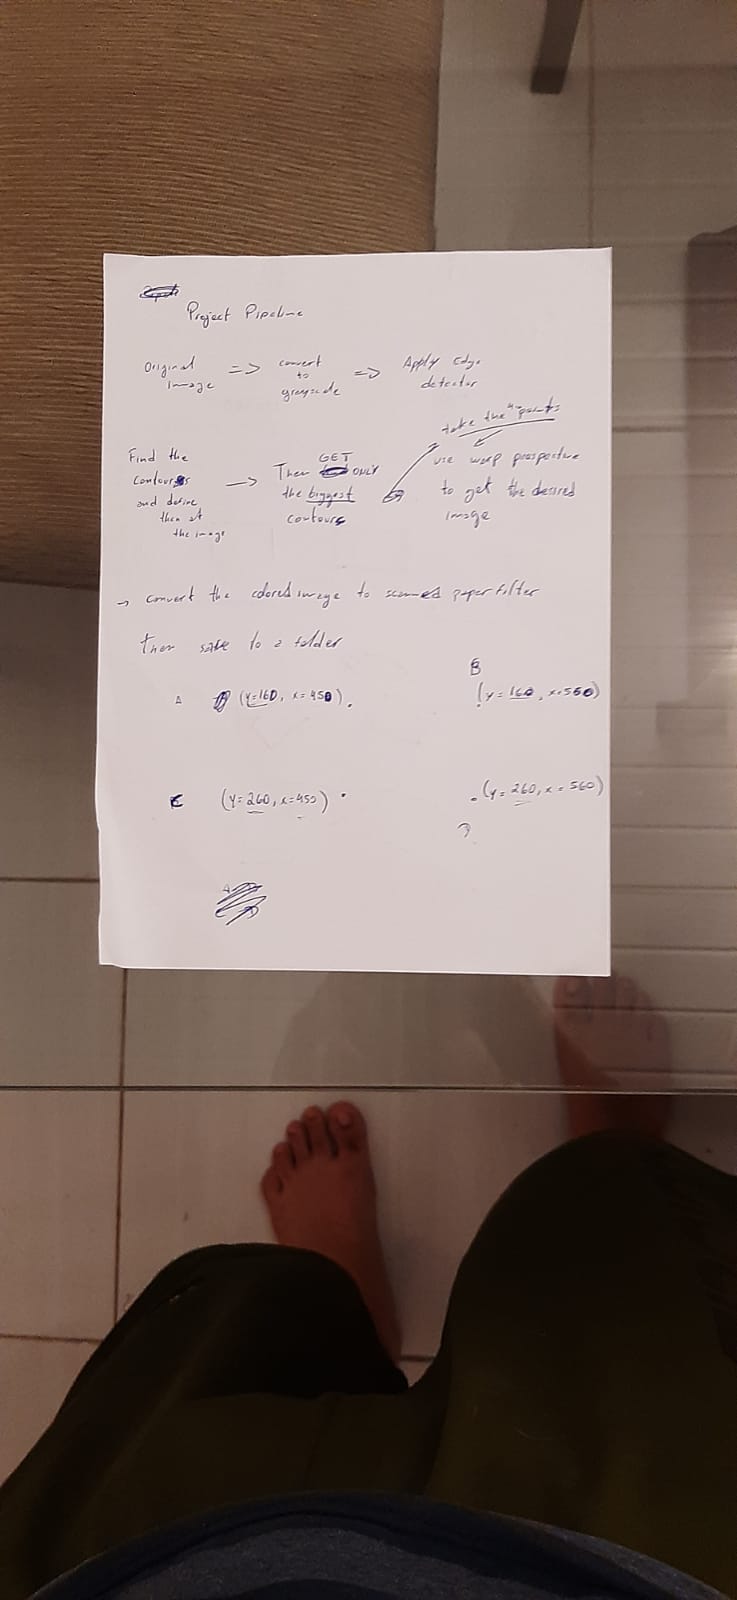 Project Pipeline
Original image => convert to grayscale => Apply Edge detector
Find the contours and define them at the image -> Then GET ONLY the biggest contours
take the 4 points
use warp prespective to get the desired image
-> convert the colored image to scanned paper filter
Then save to a folder
A (y=160, x=450).
B
(y=160, x=560)
C (y=260, x=450) .
. (y=260, x=560)